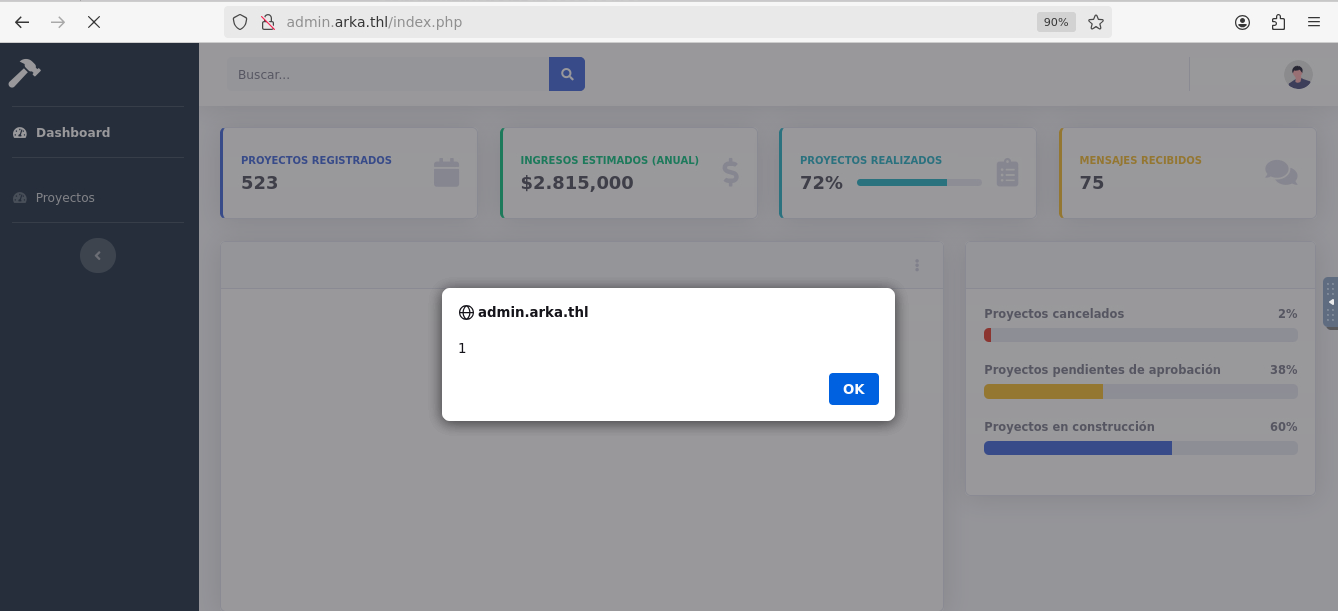 admin.arka.thl/index.php
90%
Buscar...
Dashboard
Proyectos
PROYECTOS REGISTRADOS
523
INGRESOS ESTIMADOS (ANUAL)
$2.815,000
PROYECTOS REALIZADOS
72%
MENSAJES RECIBIDOS
75
admin.arka.thl
1
OK
Proyectos cancelados 2%
Proyectos pendientes de aprobación 38%
Proyectos en construcción 60%